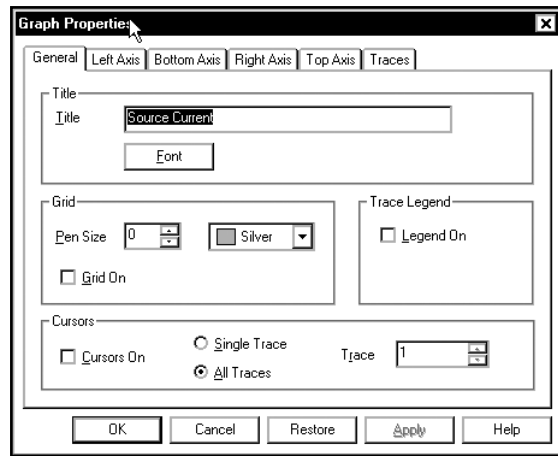 Graph Properties
General Left Axis Bottom Axis Right Axis Top Axis Traces
Title
Title Source Current
Font
Grid
Pen Size 0 Silver
Grid On
Trace Legend
Legend On
Cursors
Cursors On
Single Trace
All Traces
Trace 1
OK Cancel Restore Apply Help